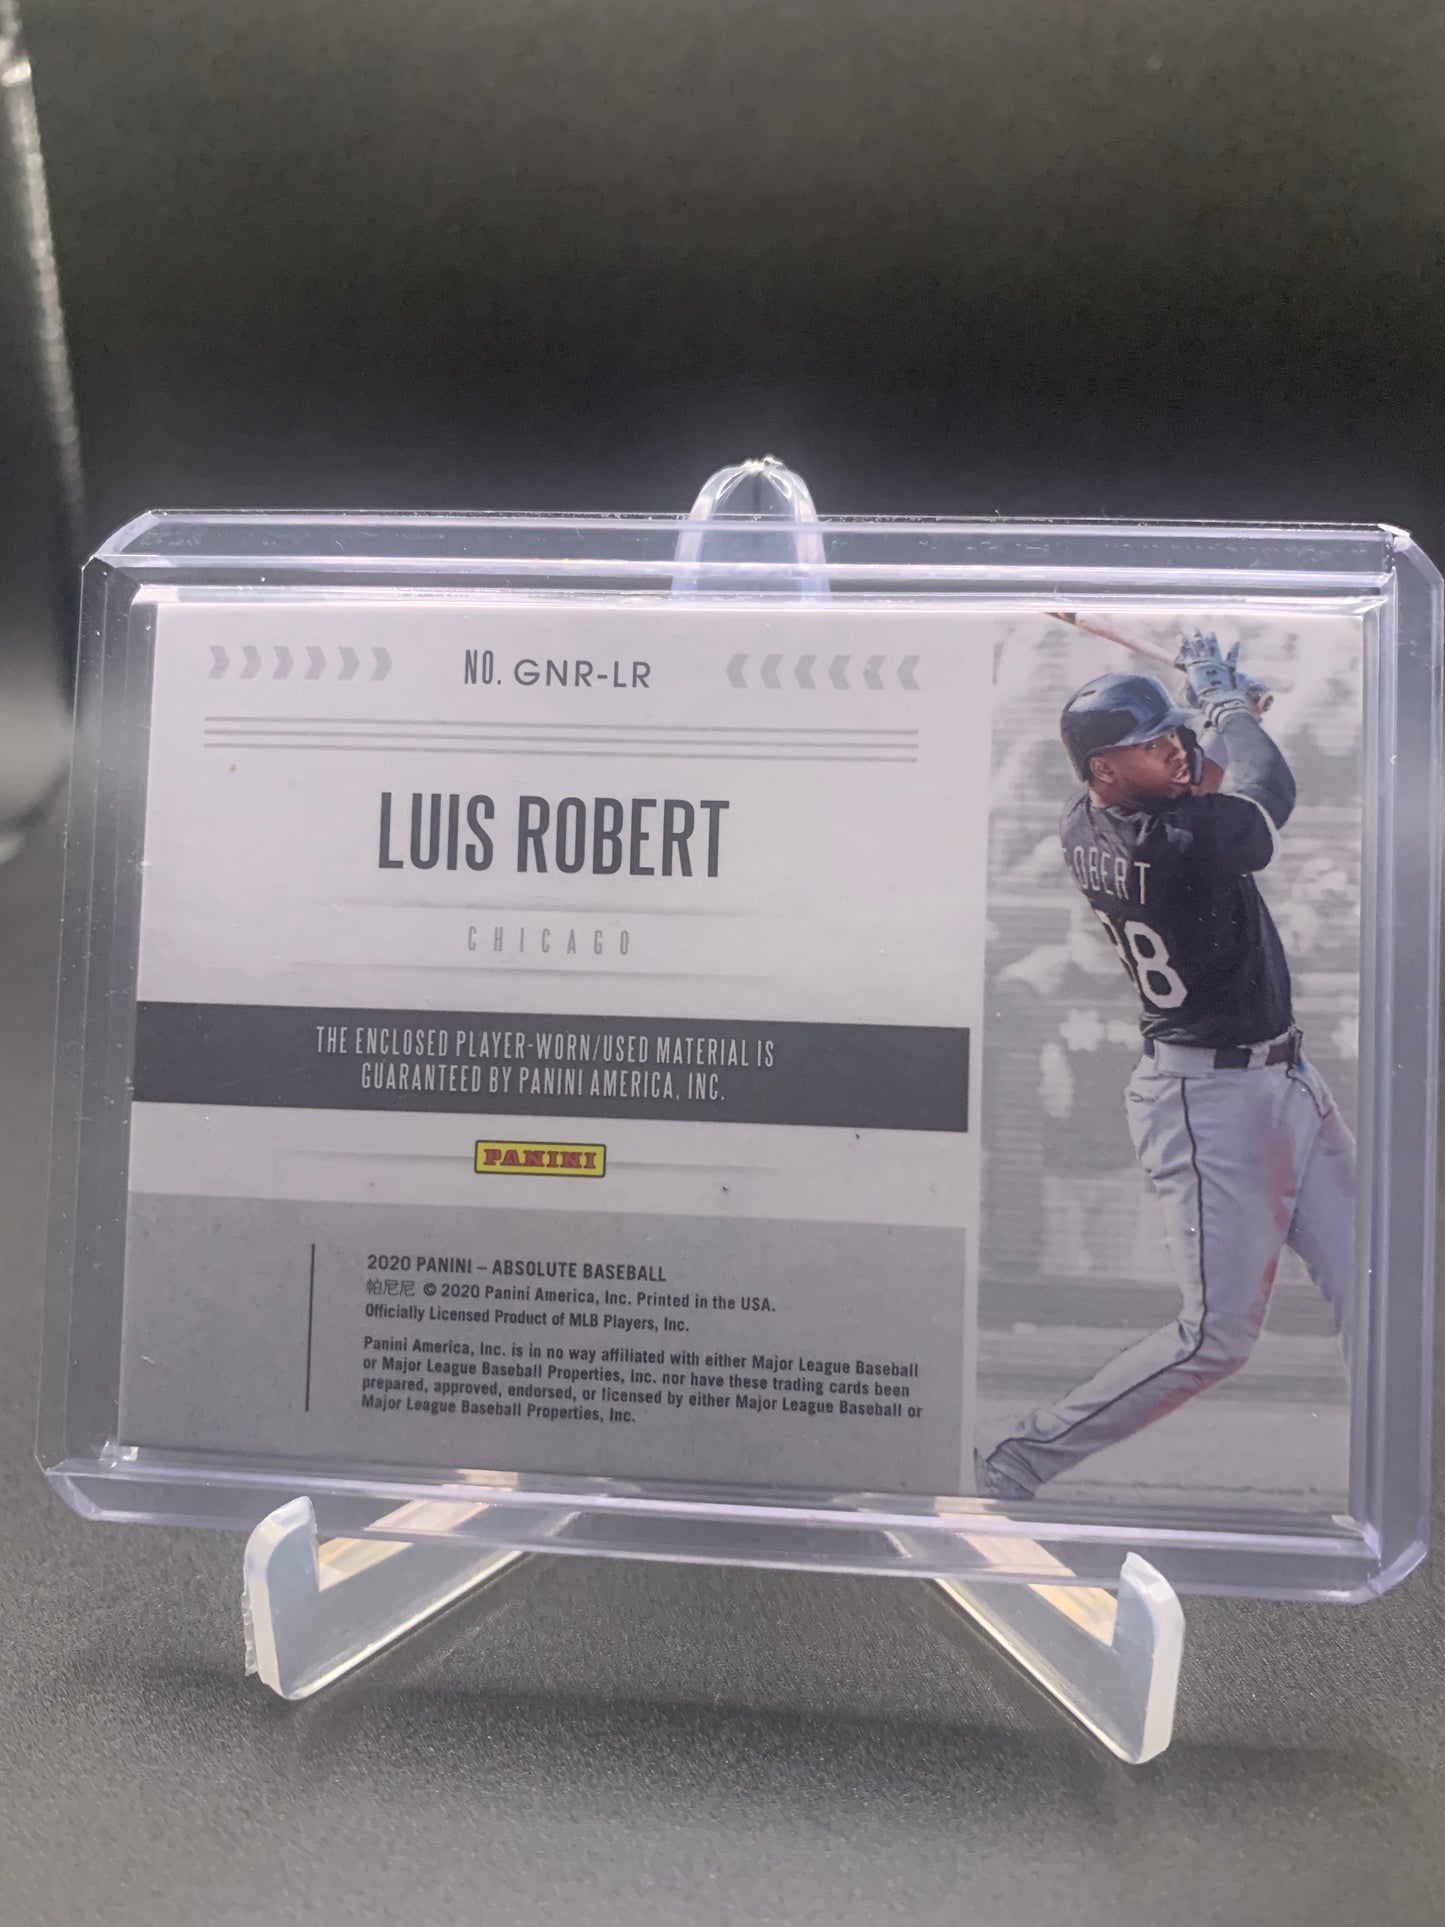 NO. GNR-LR
LUIS ROBERT
CHICAGO
THE ENCLOSED PLAYER-WORN/USED MATERIAL IS
GUARANTEED BY PANINI AMERICA, INC.
PANINI
2020 PANINI – ABSOLUTE BASEBALL
帕尼尼 © 2020 Panini America, Inc. Printed in the USA.
Officially Licensed Product of MLB Players, Inc.
Panini America, Inc. is in no way affiliated with either Major League Baseball
or Major League Baseball Properties, Inc. nor have these trading cards been
prepared, approved, endorsed, or licensed by either Major League Baseball or
Major League Baseball Properties, Inc.
OBERT
88